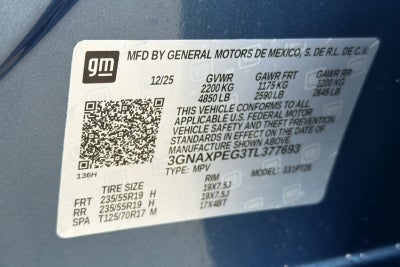 gm
MFD BY GENERAL MOTORS DE MEXICO, S. DE R.L. DE C.V.
12/25 GVWR GAWR FRT GAWR RR
2200 KG 1175 KG 1200 KG
4850 LB 2590 LB 2645 LB
THIS VEHICLE CONFORMS TO ALL
APPLICABLE U.S. FEDERAL MOTOR
VEHICLE SAFETY AND THEFT PREVENTION
STANDARDS IN EFFECT ON THE DATE OF
MANUFACTURE SHOWN ABOVE.
3GNAXPEG3TL377693
136H TYPE: MPV MODEL: 331PT26
TIRE SIZE RIM
FRT 235/55R19 H 19X7.5J
RR 235/55R19 H 19X7.5J
SPA T125/70R17 M 17X4BT